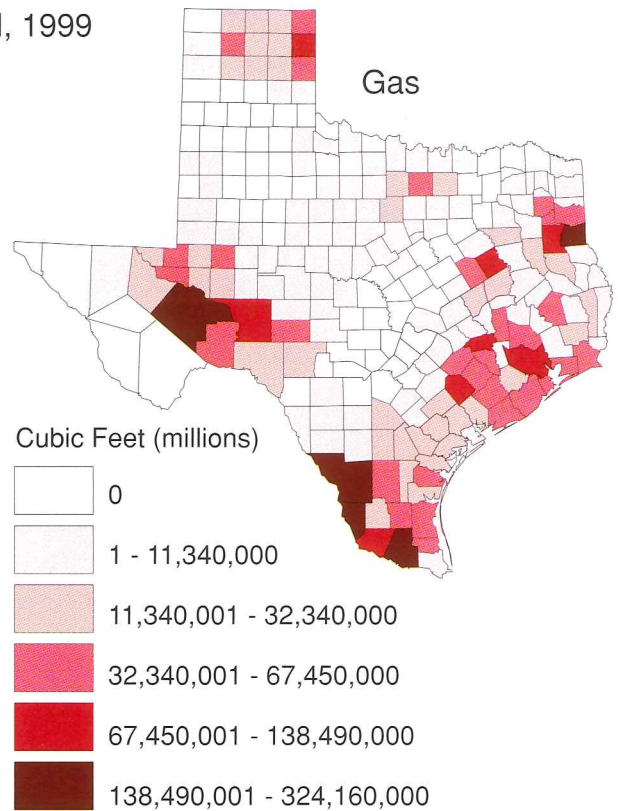 , 1999
Gas
Cubic Feet (millions)
0
1 - 11,340,000
11,340,001 - 32,340,000
32,340,001 - 67,450,000
67,450,001 - 138,490,000
138,490,001 - 324,160,000